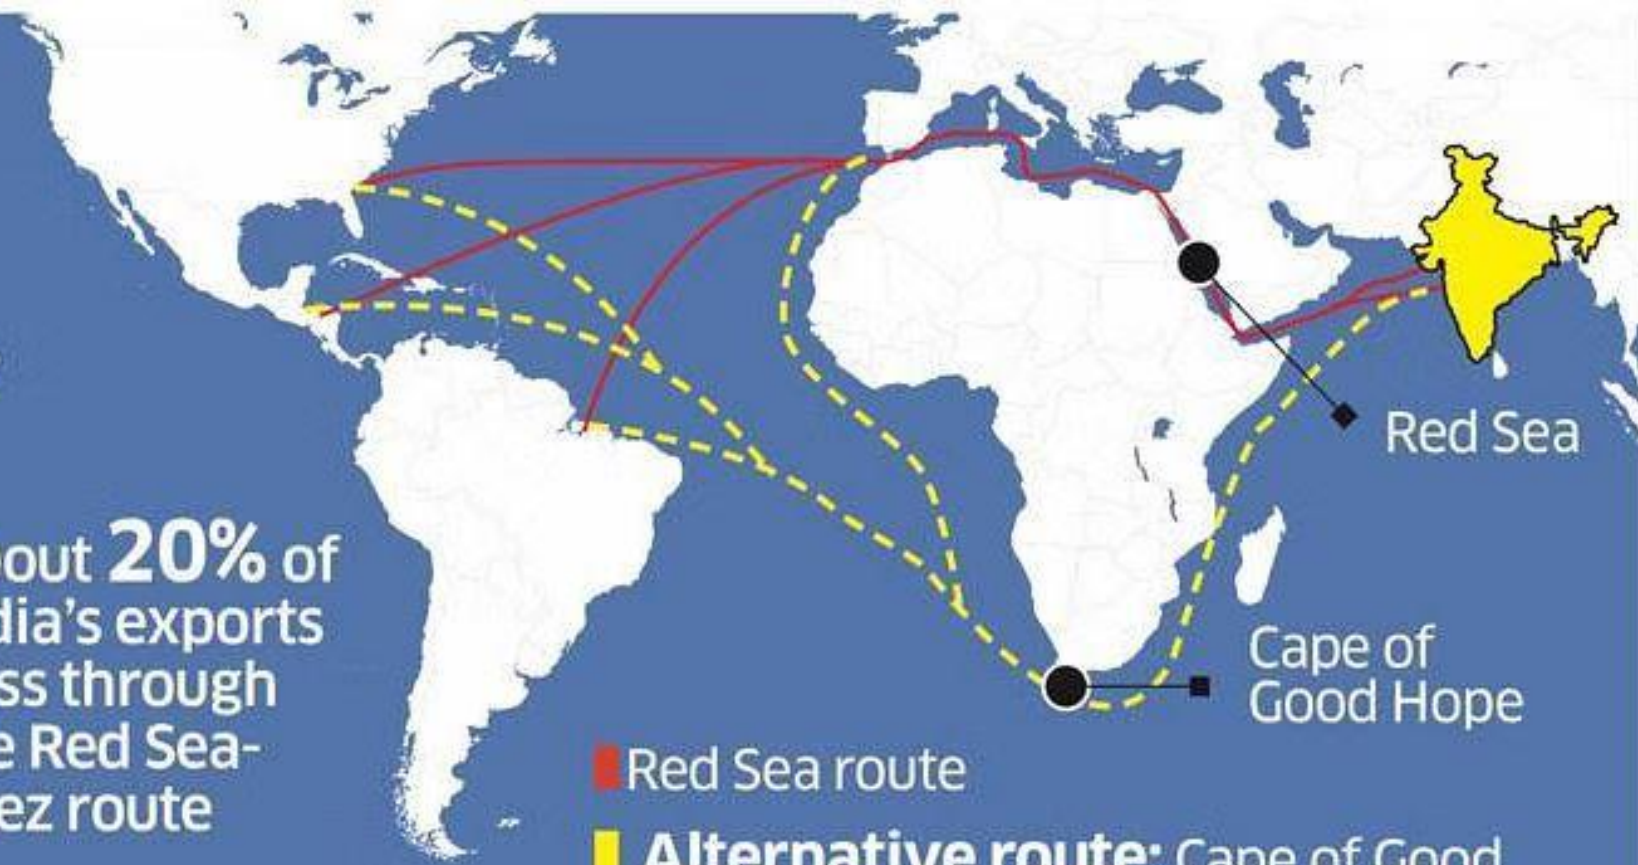 Red Sea
out 20% of
dia's exports
ss through
e Red Sea-
ez route
Cape of
Good Hope
Red Sea route
Alternative route: Cape of Good